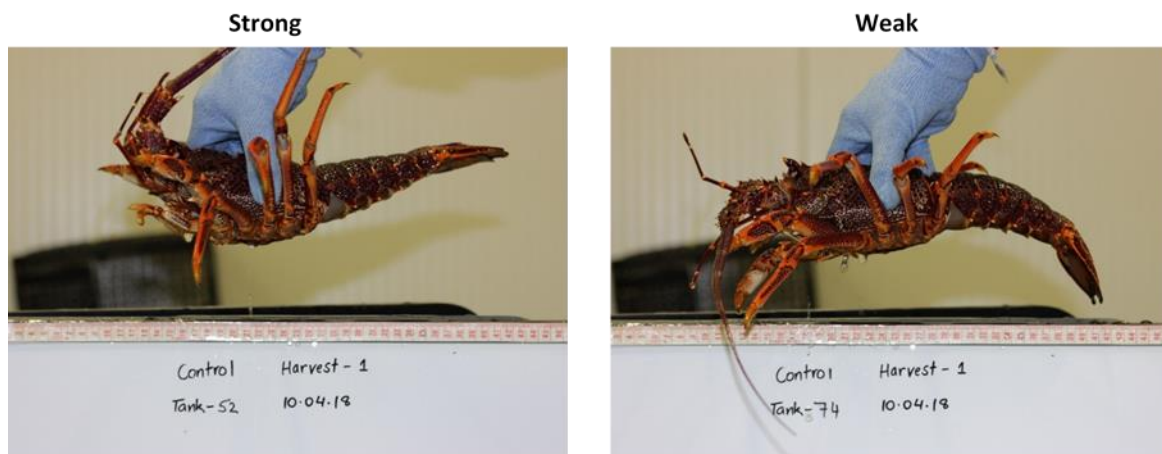 Strong
Weak
Control Harvest - 1
Tank-52 10.04.18
Control Harvest - 1
Tank-74 10.04.18